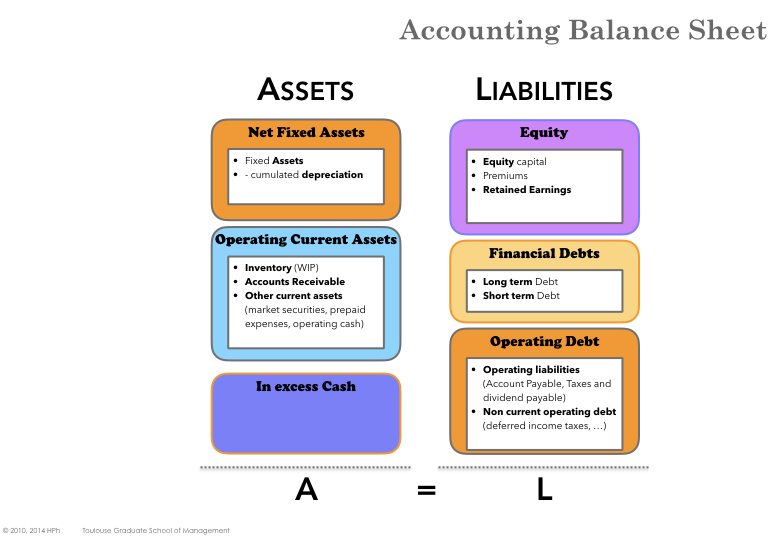 Accounting Balance Sheet
ASSETS
LIABILITIES
Net Fixed Assets
• Fixed Assets
• - cumulated depreciation
Operating Current Assets
• Inventory (WIP)
• Accounts Receivable
• Other current assets
(market securities, prepaid
expenses, operating cash)
In excess Cash
Equity
• Equity capital
• Premiums
• Retained Earnings
Financial Debts
• Long term Debt
• Short term Debt
Operating Debt
• Operating liabilities
(Account Payable, Taxes and
dividend payable)
• Non current operating debt
(deferred income taxes, …)
A = L
© 2010, 2014 HPh Toulouse Graduate School of Management